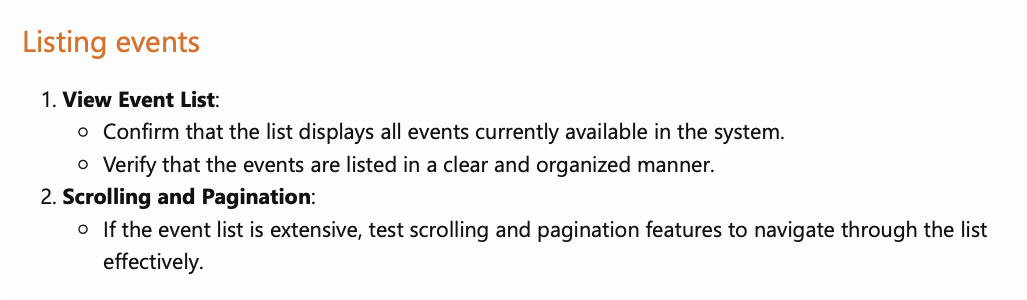 Listing events
1. View Event List:
○ Confirm that the list displays all events currently available in the system.
○ Verify that the events are listed in a clear and organized manner.
2. Scrolling and Pagination:
○ If the event list is extensive, test scrolling and pagination features to navigate through the list
effectively.